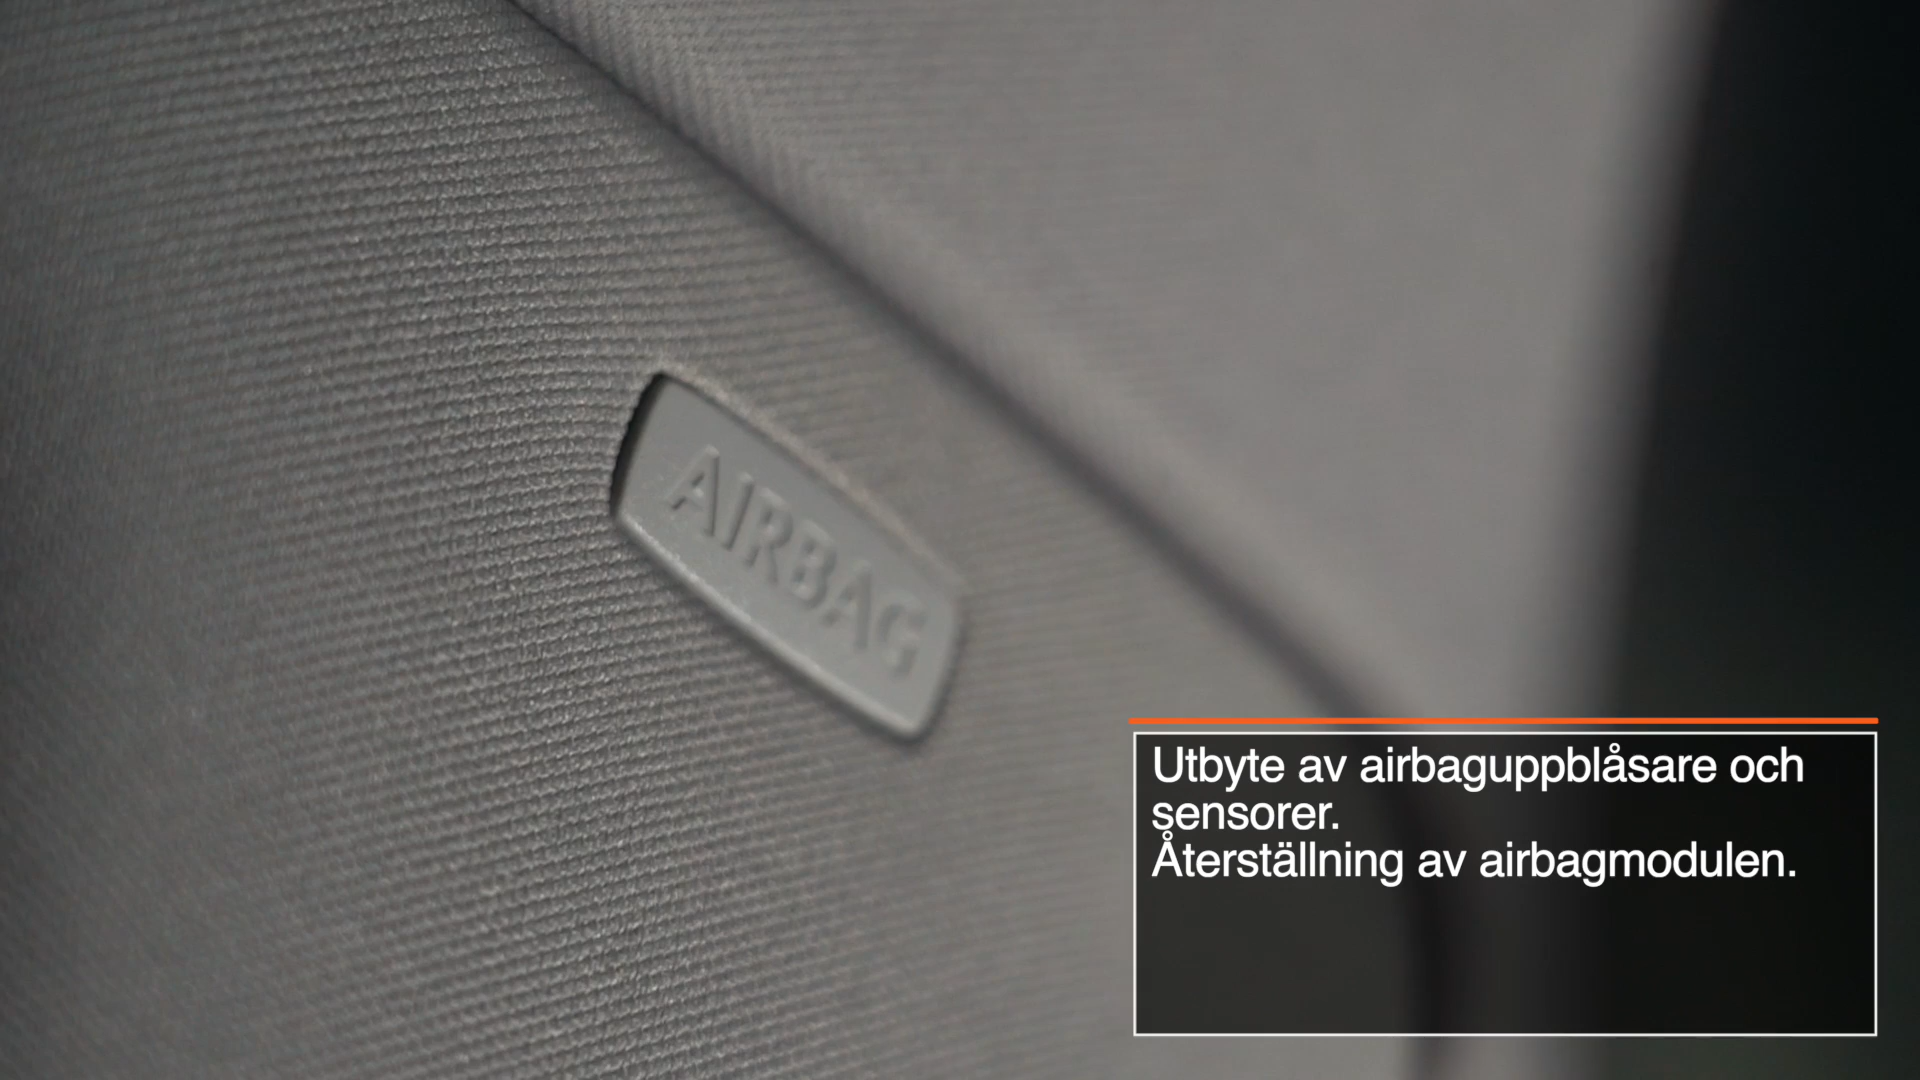 AIRBAG
Utbyte av airbaguppblåsare och
sensorer.
Återställning av airbagmodulen.